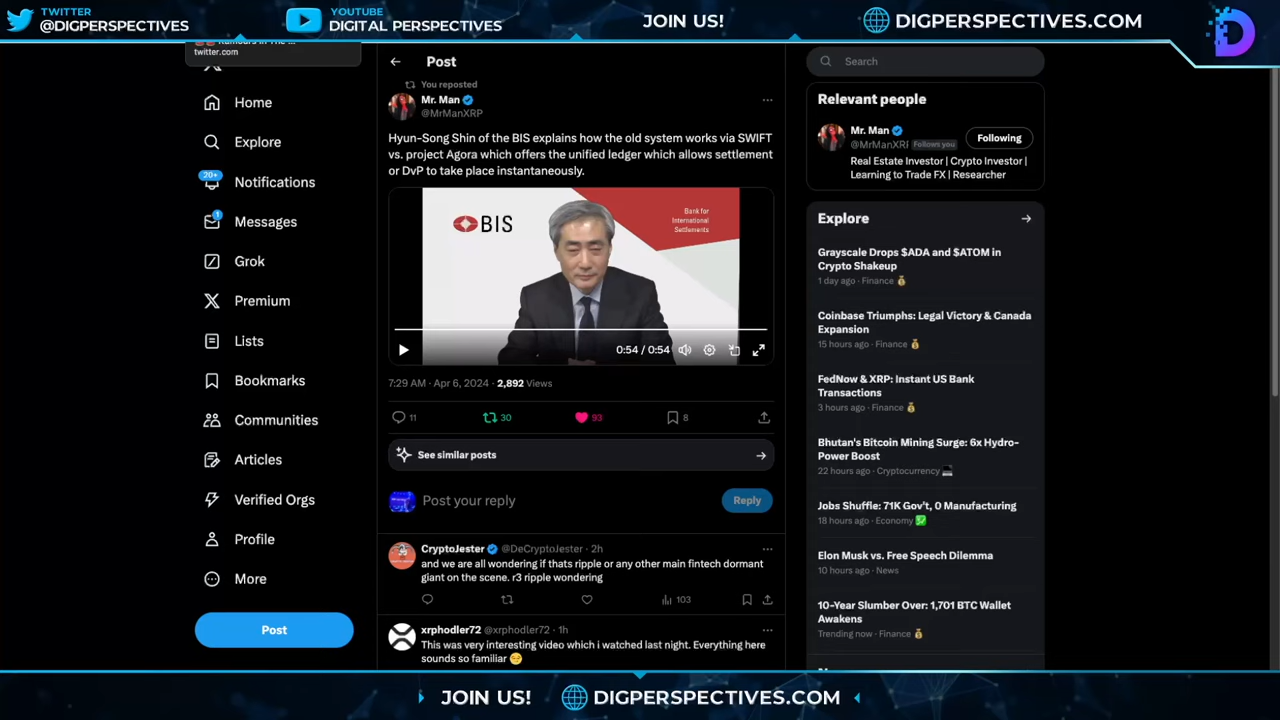 TWITTER
@DIGPERSPECTIVES
YOUTUBE
DIGITAL PERSPECTIVES
JOIN US!
DIGPERSPECTIVES.COM
twitter.com
Home
Explore
20+
Notifications
1
Messages
Grok
Premium
Lists
Bookmarks
Communities
Articles
Verified Orgs
Profile
More
Post
Post
You reposted
Mr. Man
@MrManXRP
Hyun-Song Shin of the BIS explains how the old system works via SWIFT
vs. project Agora which offers the unified ledger which allows settlement
or DvP to take place instantaneously.
BIS
Bank for
International
Settlements
0:54 / 0:54
7:29 AM · Apr 6, 2024 · 2,892 Views
11 30 93 8
See similar posts
Post your reply
Reply
CryptoJester @DeCryptoJester · 2h
and we are all wondering if thats ripple or any other main fintech dormant
giant on the scene. r3 ripple wondering
103
xrphodler72 @xrphodler72 · 1h
This was very interesting video which i watched last night. Everything here
sounds so familiar
Search
Relevant people
Mr. Man
@MrManXRP Follows you
Following
Real Estate Investor | Crypto Investor |
Learning to Trade FX | Researcher
Explore
Grayscale Drops $ADA and $ATOM in
Crypto Shakeup
1 day ago · Finance
Coinbase Triumphs: Legal Victory & Canada
Expansion
15 hours ago · Finance
FedNow & XRP: Instant US Bank
Transactions
3 hours ago · Finance
Bhutan's Bitcoin Mining Surge: 6x Hydro-
Power Boost
22 hours ago · Cryptocurrency
Jobs Shuffle: 71K Gov't, 0 Manufacturing
18 hours ago · Economy
Elon Musk vs. Free Speech Dilemma
10 hours ago · News
10-Year Slumber Over: 1,701 BTC Wallet
Awakens
Trending now · Finance
JOIN US!
DIGPERSPECTIVES.COM